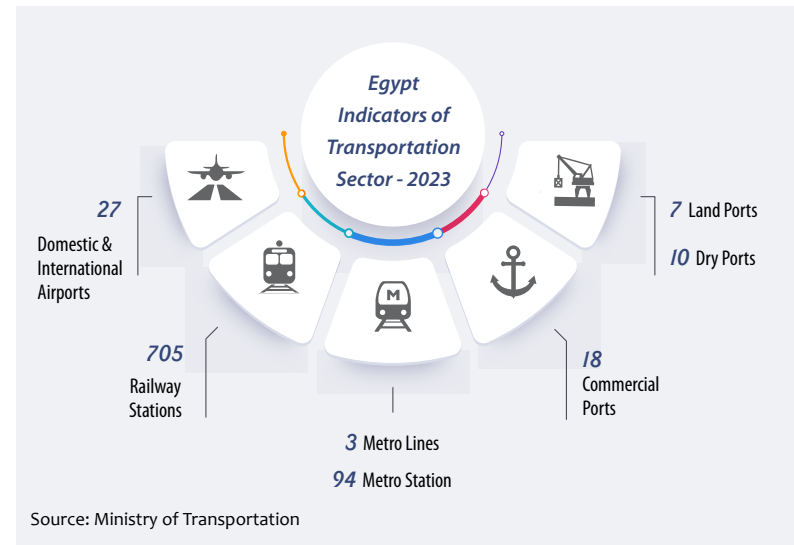 Egypt
Indicators of
Transportation
Sector - 2023
27
Domestic &
International
Airports
705
Railway
Stations
M
3 Metro Lines
94 Metro Station
18
Commercial
Ports
7 Land Ports
10 Dry Ports
Source: Ministry of Transportation